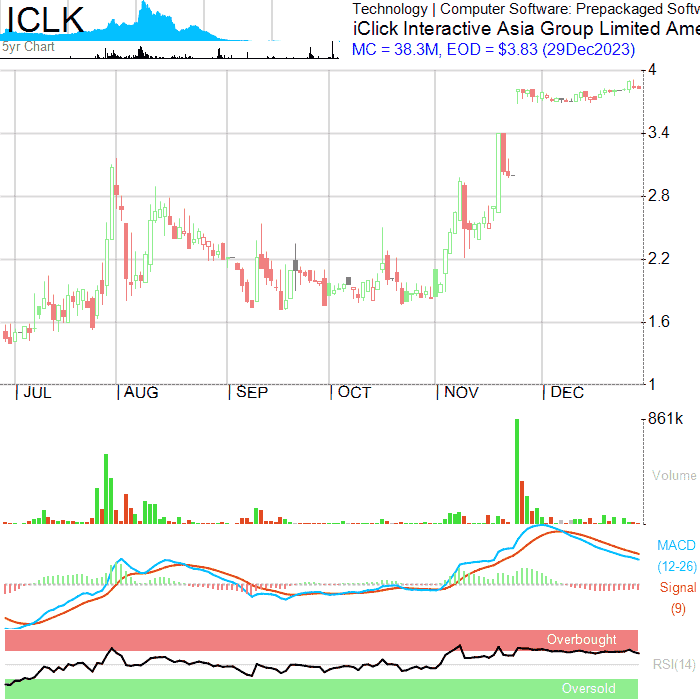 ICLK
5yr Chart
Technology | Computer Software: Prepackaged Softw
iClick Interactive Asia Group Limited Ame
MC = 38.3M, EOD = $3.83 (29Dec2023)
4
3.4
2.8
2.2
1.6
1
JUL AUG SEP OCT NOV DEC
861k
Volume
MACD
(12-26)
Signal
(9)
Overbought
RSI(14)
Oversold